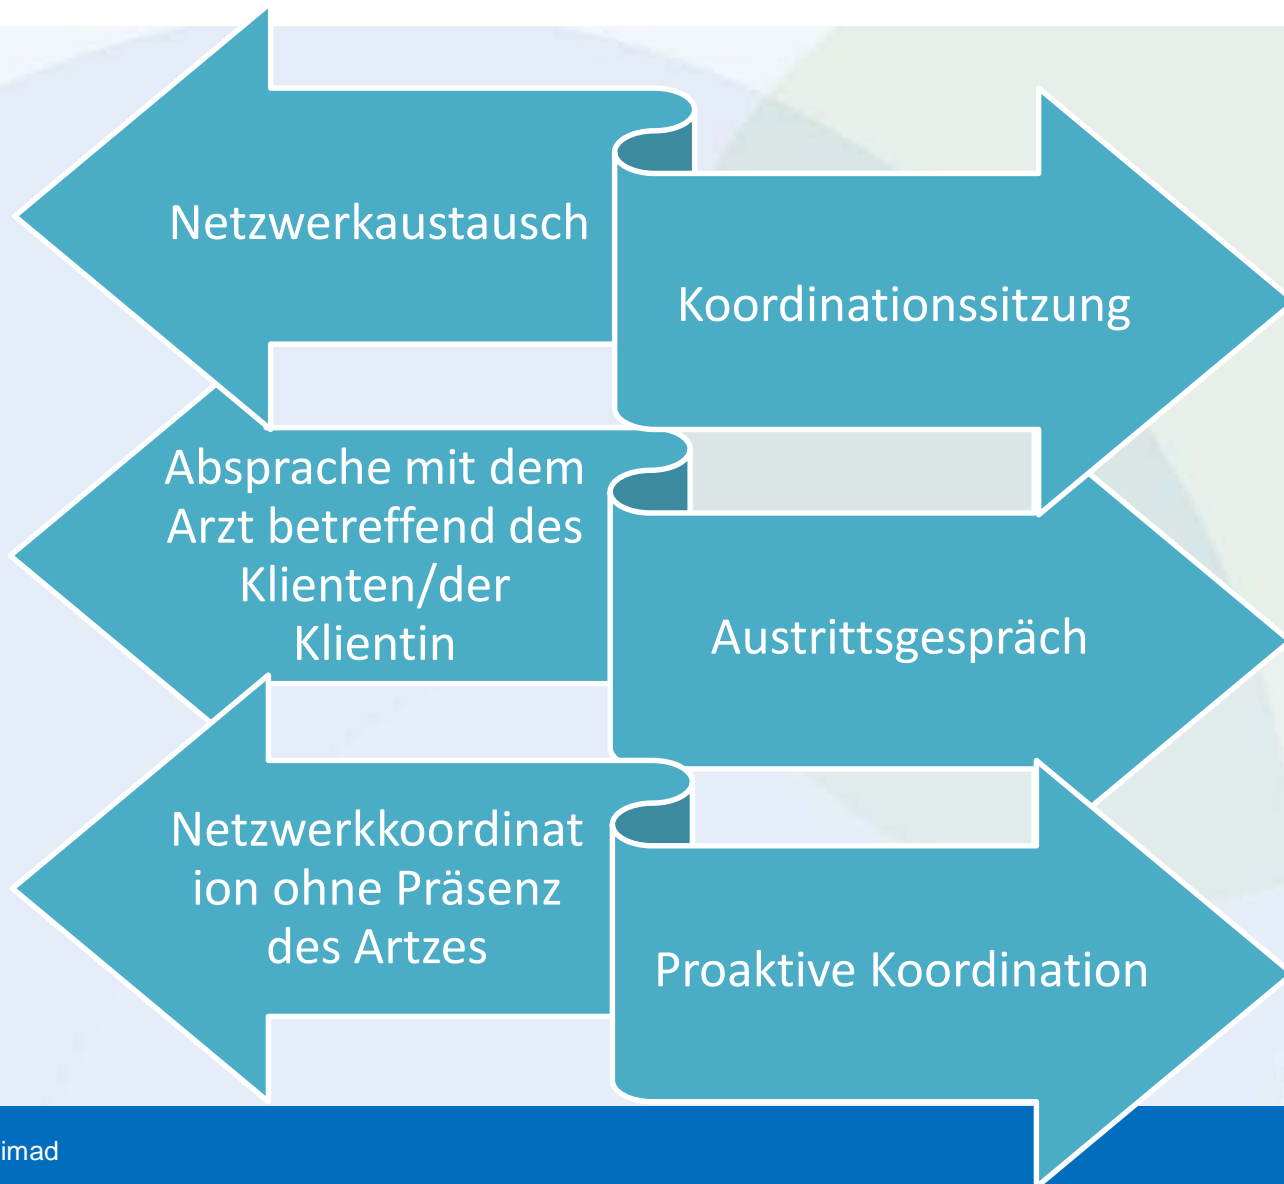 Netzwerkaustausch
Koordinationssitzung
Absprache mit dem
Arzt betreffend des
Klienten/der
Klientin
Austrittsgespräch
Netzwerkkoordinat
ion ohne Präsenz
des Artzes
Proaktive Koordination
imad